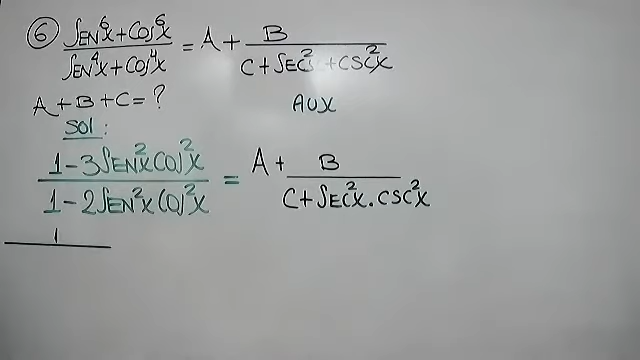 6 SEN⁶x + COS⁶x / SEN⁴x + COS⁴x = A + B / C + SEC²x + CSC²x
A + B + C = ?
AUX
Sol:
1 - 3SEN²xCOS²x / 1 - 2SEN²xCOS²x = A + B / C + SEC²x . CSC²x
1